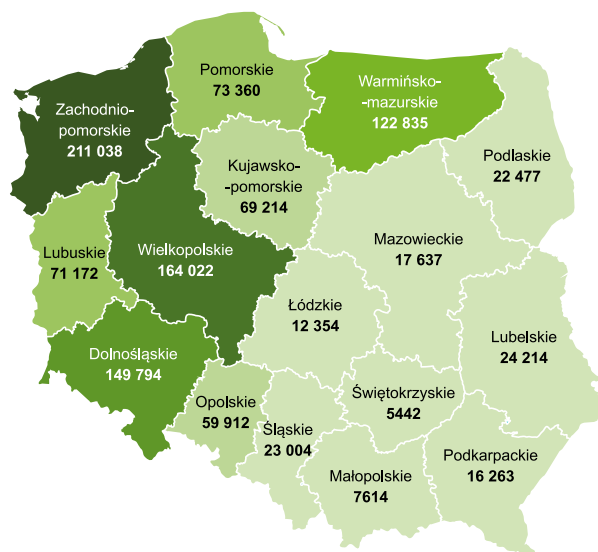 Pomorskie
73 360
Warmińsko-
-mazurskie
122 835
Zachodnio-
pomorskie
211 038
Podlaskie
22 477
Kujawsko-
-pomorskie
69 214
Mazowieckie
17 637
Lubuskie
71 172
Wielkopolskie
164 022
Łódzkie
12 354
Lubelskie
24 214
Dolnośląskie
149 794
Opolskie
59 912
Śląskie
23 004
Świętokrzyskie
5442
Małopolskie
7614
Podkarpackie
16 263